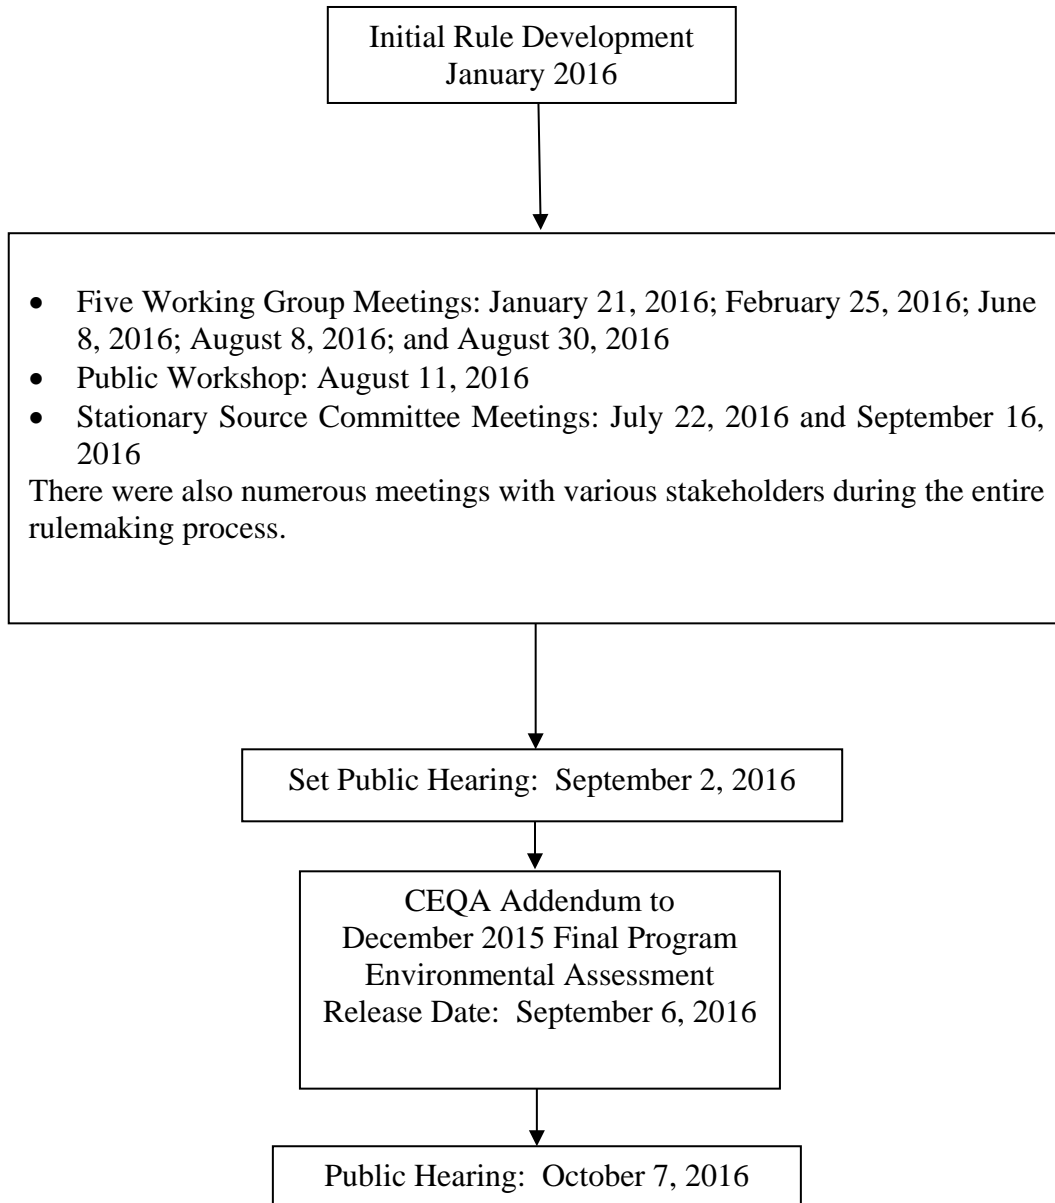 Initial Rule Development
January 2016
• Five Working Group Meetings: January 21, 2016; February 25, 2016; June
8, 2016; August 8, 2016; and August 30, 2016
• Public Workshop: August 11, 2016
• Stationary Source Committee Meetings: July 22, 2016 and September 16,
2016
There were also numerous meetings with various stakeholders during the entire
rulemaking process.
Set Public Hearing: September 2, 2016
CEQA Addendum to
December 2015 Final Program
Environmental Assessment
Release Date: September 6, 2016
Public Hearing: October 7, 2016